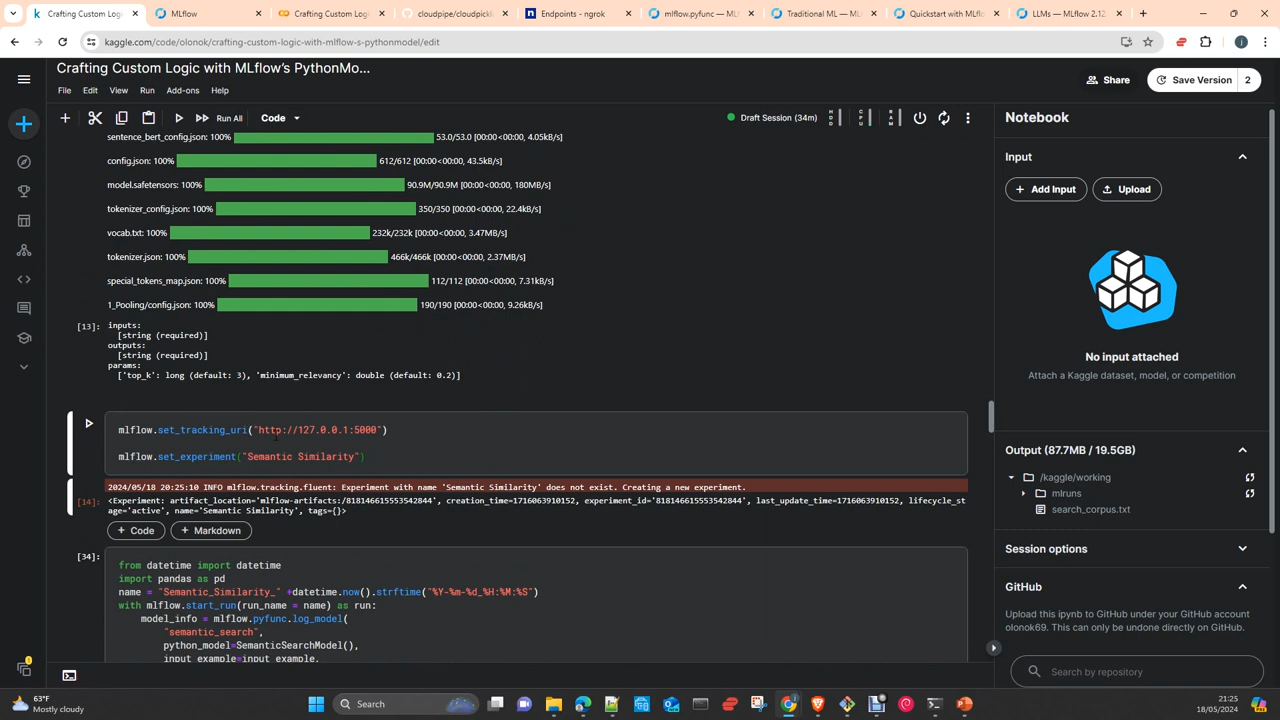 Crafting Custom Logi
MLflow
Crafting Custom Logi
cloudpipe/cloudpickl
Endpoints - ngrok
mlflow.pyfunc — ML
Traditional ML — ML
Quickstart with MLfl
LLMs — MLflow 2.12
kaggle.com/code/olonok/crafting-custom-logic-with-mlflow-s-pythonmodel/edit
Crafting Custom Logic with MLflow's PythonMo...
File Edit View Run Add-ons Help
Share
Save Version 2
Run All
Code
Draft Session (34m)
HDD
CPU
RAM
Notebook
sentence_bert_config.json: 100% 53.0/53.0 [00:00<00:00, 4.05kB/s]
config.json: 100% 612/612 [00:00<00:00, 43.5kB/s]
model.safetensors: 100% 90.9M/90.9M [00:00<00:00, 180MB/s]
tokenizer_config.json: 100% 350/350 [00:00<00:00, 22.4kB/s]
vocab.txt: 100% 232k/232k [00:00<00:00, 3.47MB/s]
tokenizer.json: 100% 466k/466k [00:00<00:00, 2.37MB/s]
special_tokens_map.json: 100% 112/112 [00:00<00:00, 7.31kB/s]
1_Pooling/config.json: 100% 190/190 [00:00<00:00, 9.26kB/s]
[13]:
inputs:
[string (required)]
outputs:
[string (required)]
params:
['top_k': long (default: 3), 'minimum_relevancy': double (default: 0.2)]
mlflow.set_tracking_uri("http://127.0.0.1:5000")
mlflow.set_experiment("Semantic Similarity")
2024/05/18 20:25:10 INFO mlflow.tracking.fluent: Experiment with name 'Semantic Similarity' does not exist. Creating a new experiment.
[14]:
<Experiment: artifact_location='mlflow-artifacts:/818146615553542844', creation_time=1716063910152, experiment_id='818146615553542844', last_update_time=1716063910152, lifecycle_st
age='active', name='Semantic Similarity', tags={}>
+ Code
+ Markdown
[34]:
from datetime import datetime
import pandas as pd
name = "Semantic_Similarity_" +datetime.now().strftime("%Y-%m-%d_%H:%M:%S")
with mlflow.start_run(run_name = name) as run:
model_info = mlflow.pyfunc.log_model(
"semantic_search",
python_model=SemanticSearchModel(),
input_example=input_example,
Input
Add Input
Upload
No input attached
Attach a Kaggle dataset, model, or competition
Output (87.7MB / 19.5GB)
/kaggle/working
mlruns
search_corpus.txt
Session options
GitHub
Upload this ipynb to GitHub under your GitHub account
olonok69. This can only be undone directly on GitHub.
Search by repository
63°F
Mostly cloudy
Search
21:25
18/05/2024